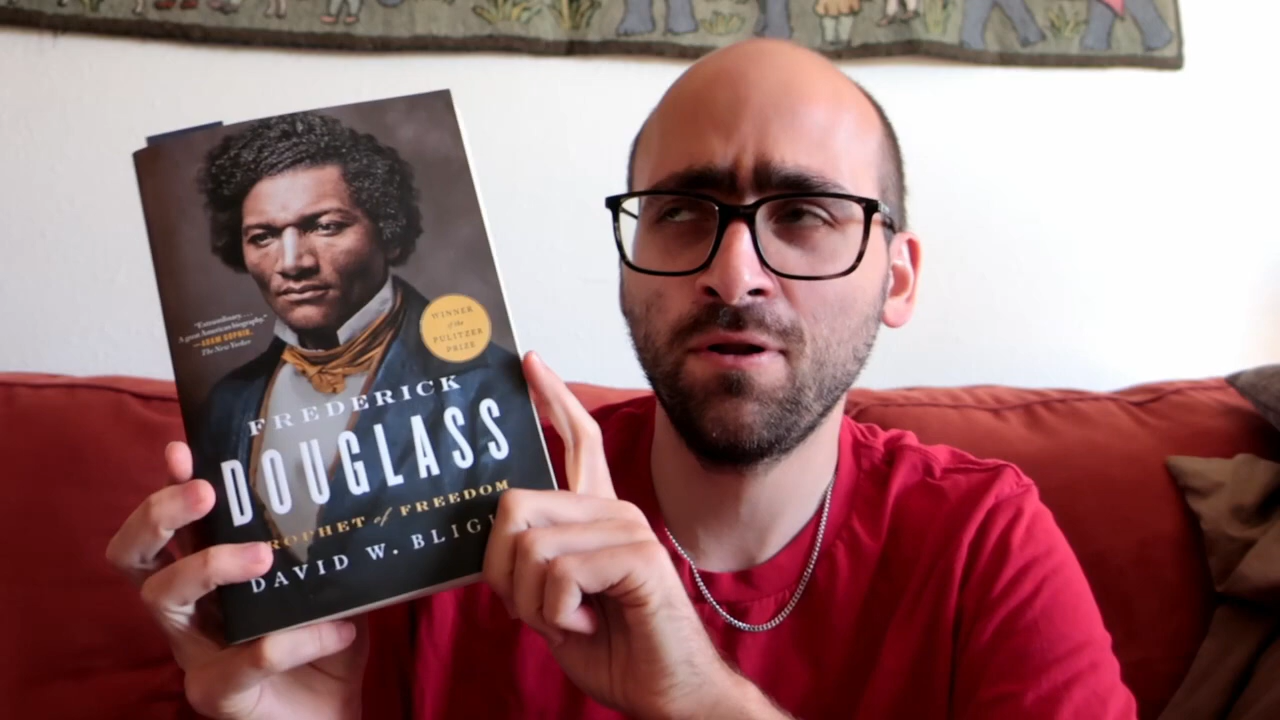 "Extraordinary. . . .
A great American biography."
—ADAM GOPNIK,
The New Yorker
WINNER
of the
PULITZER
PRIZE
FREDERICK
DOUGLASS
ROPHET of FREEDOM
DAVID W. BLIG